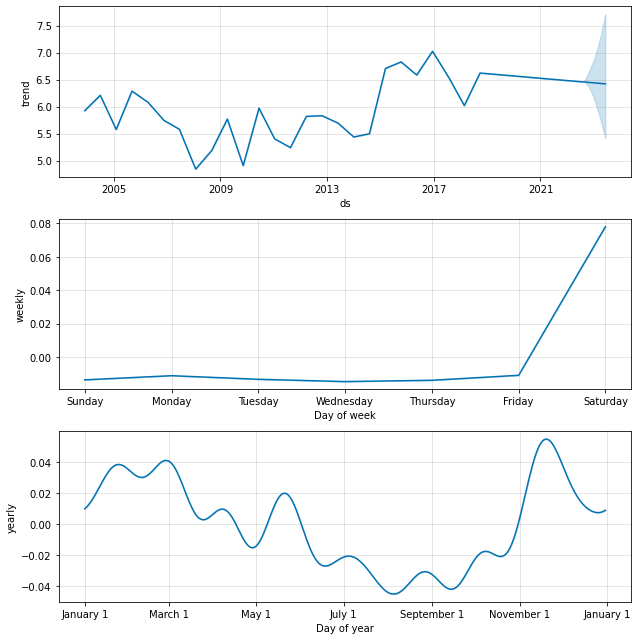 7.5
7.0
6.5
6.0
5.5
5.0
trend
2005 2009 2013 2017 2021
ds
0.08
0.06
0.04
0.02
0.00
weekly
Sunday Monday Tuesday Wednesday Thursday Friday Saturday
Day of week
0.04
0.02
0.00
−0.02
−0.04
yearly
January 1 March 1 May 1 July 1 September 1 November 1 January 1
Day of year